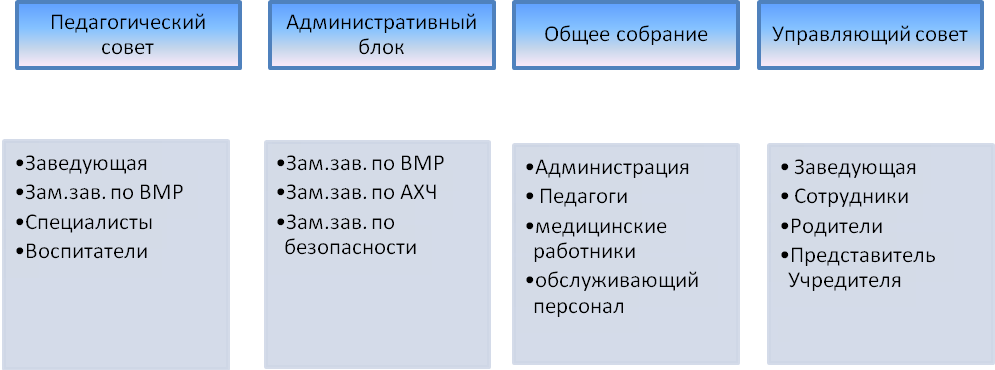 Педагогический
совет
Административный
блок
Общее собрание
Управляющий совет
•Заведующая
•Зам.зав. по ВМР
•Специалисты
•Воспитатели
•Зам.зав. по ВМР
•Зам.зав. по АХЧ
•Зам.зав. по
безопасности
•Администрация
• Педагоги
•медицинские
работники
•обслуживающий
персонал
• Заведующая
• Сотрудники
•Родители
•Представитель
Учредителя